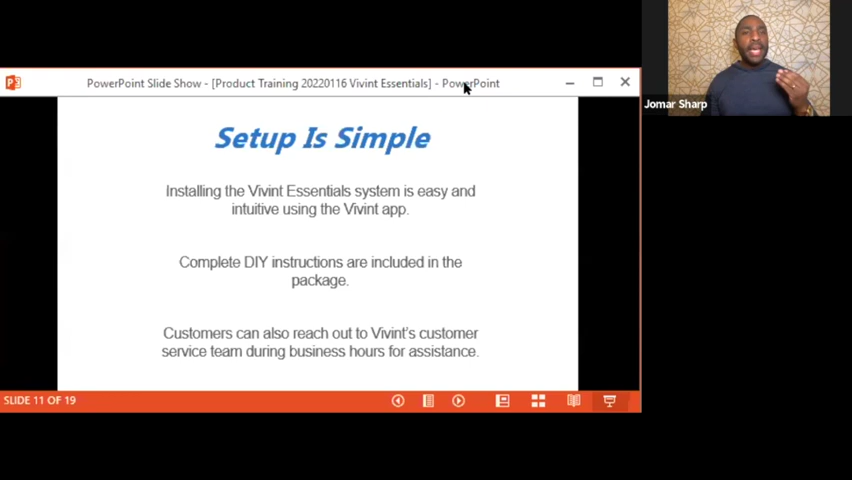 PowerPoint Slide Show - [Product Training 20220116 Vivint Essentials] - PowerPoint
Jomar Sharp
Setup Is Simple
Installing the Vivint Essentials system is easy and
intuitive using the Vivint app.
Complete DIY instructions are included in the
package.
Customers can also reach out to Vivint's customer
service team during business hours for assistance.
SLIDE 11 OF 19